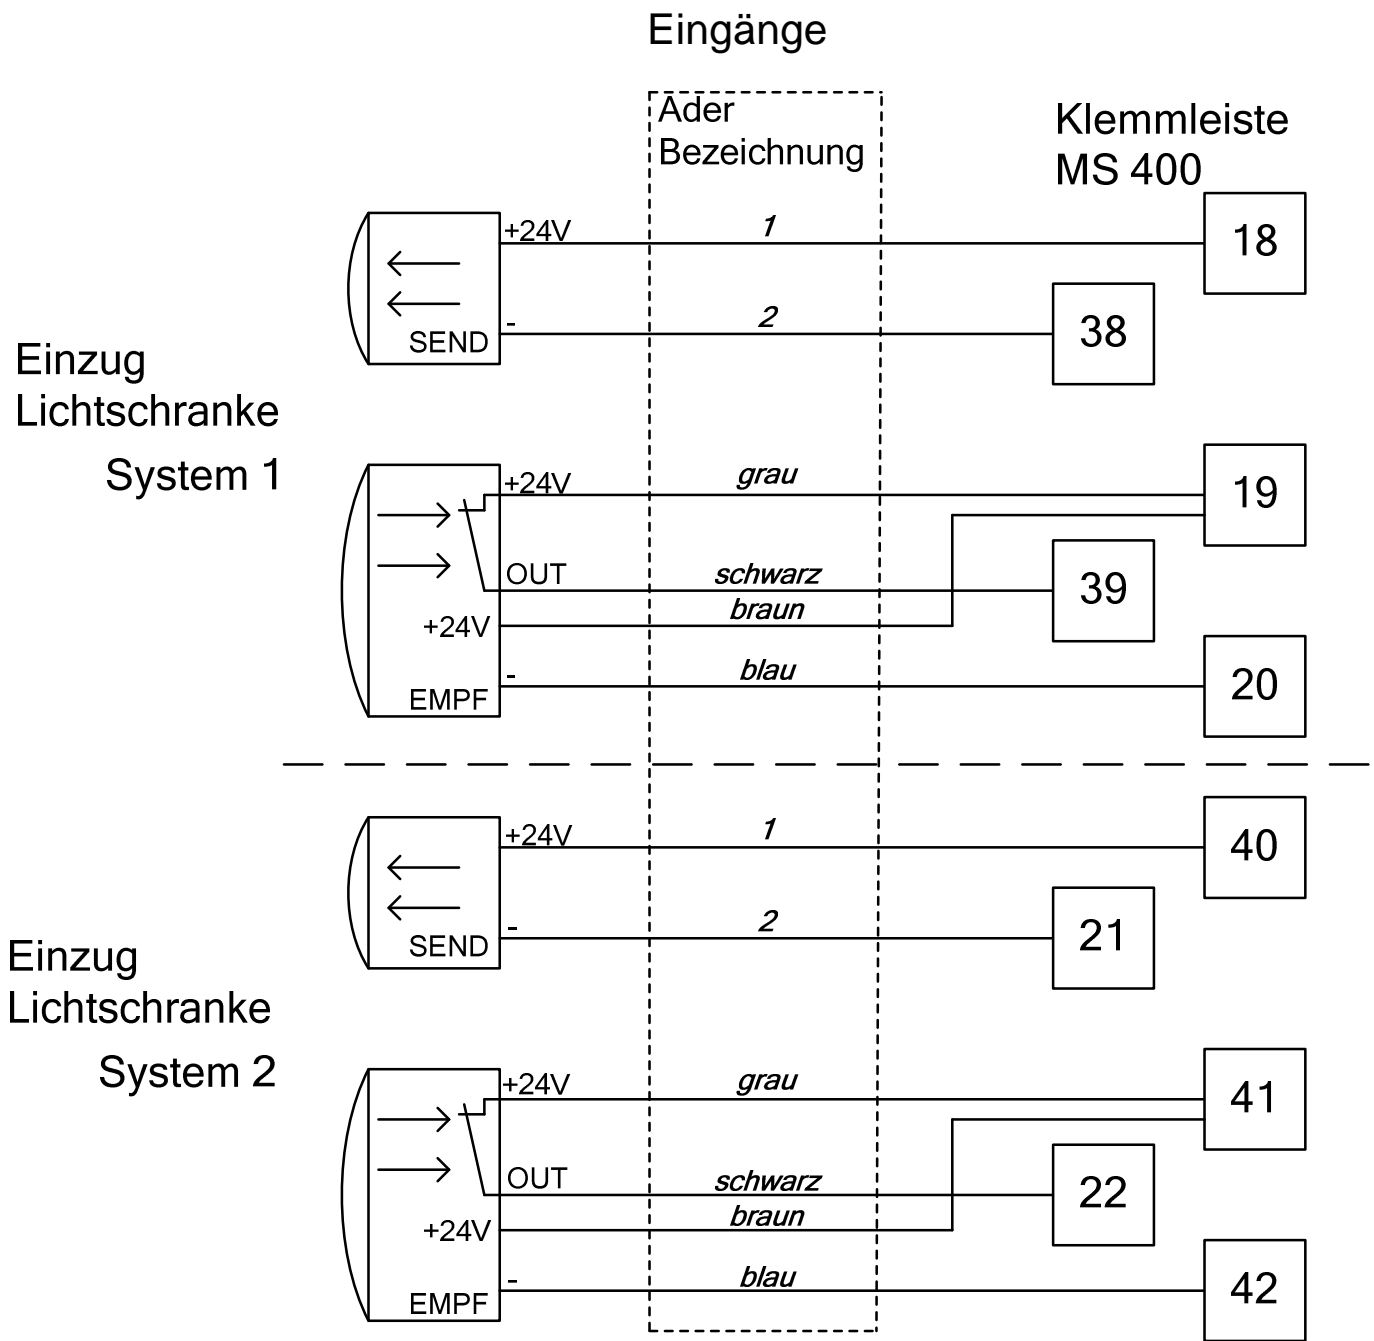 Eingänge
Ader
Bezeichnung
Klemmleiste
MS 400
+24V
1
18
-
2
38
SEND
Einzug
Lichtschranke
System 1
+24V
grau
19
OUT
schwarz
39
+24V
braun
-
blau
20
EMPF
+24V
1
40
-
2
21
SEND
Einzug
Lichtschranke
System 2
+24V
grau
41
OUT
schwarz
22
+24V
braun
-
blau
42
EMPF